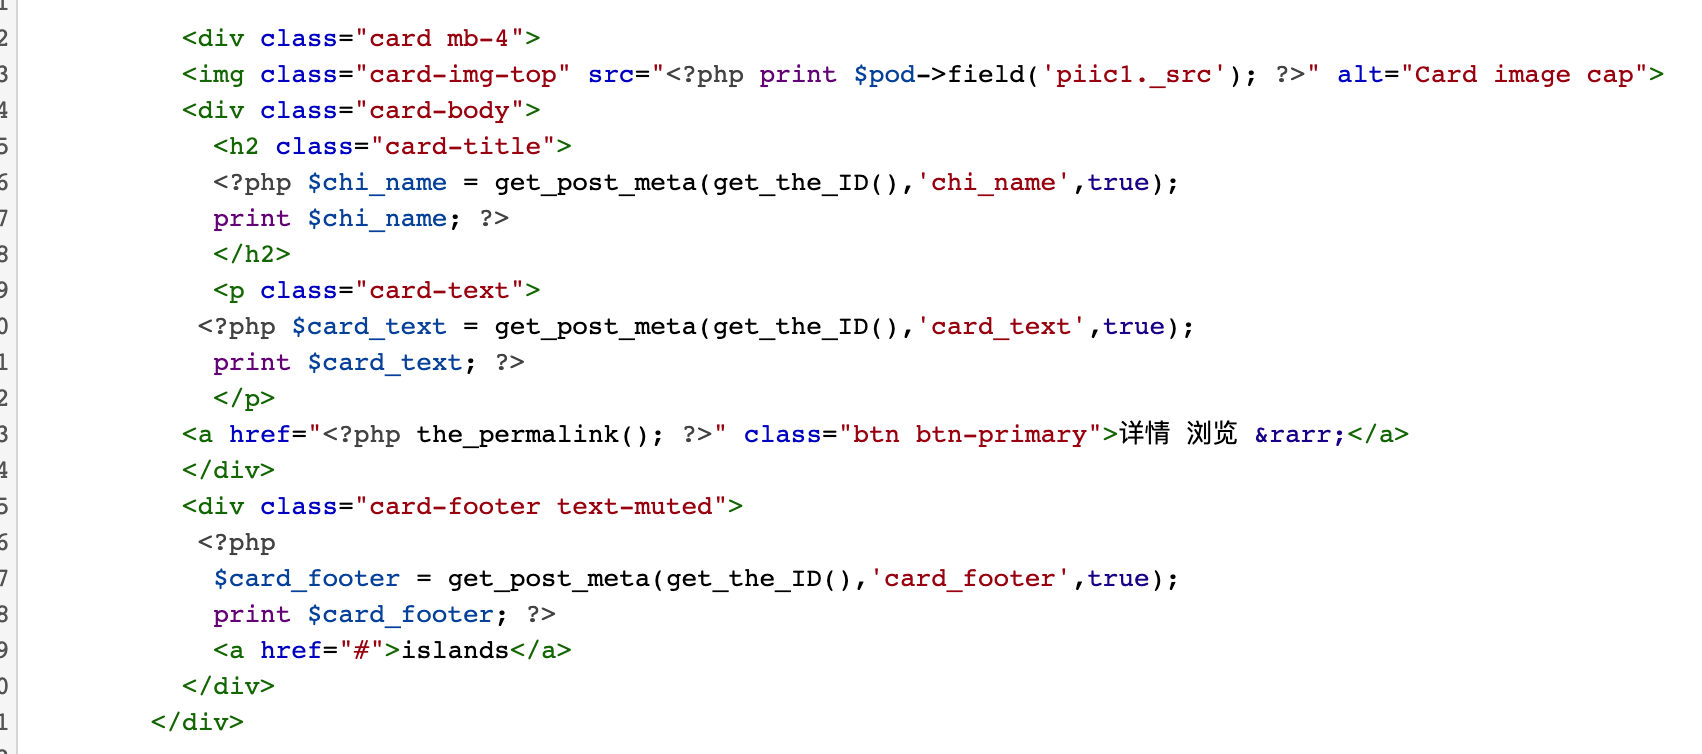 1
2 <div class="card mb-4">
3 <img class="card-img-top" src="<?php print $pod->field('piic1._src'); ?>" alt="Card image cap">
4 <div class="card-body">
5 <h2 class="card-title">
6 <?php $chi_name = get_post_meta(get_the_ID(),'chi_name',true);
7 print $chi_name; ?>
8 </h2>
9 <p class="card-text">
0 <?php $card_text = get_post_meta(get_the_ID(),'card_text',true);
1 print $card_text; ?>
2 </p>
3 <a href="<?php the_permalink(); ?>" class="btn btn-primary">详情 浏览 &rarr;</a>
4 </div>
5 <div class="card-footer text-muted">
6 <?php
7 $card_footer = get_post_meta(get_the_ID(),'card_footer',true);
8 print $card_footer; ?>
9 <a href="#">islands</a>
0 </div>
1 </div>